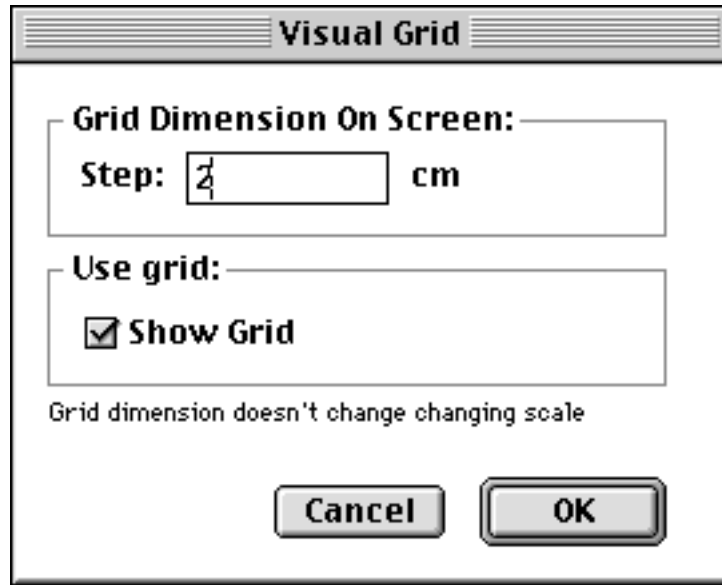 Visual Grid
Grid Dimension On Screen:
Step: 2 cm
Use grid:
Show Grid
Grid dimension doesn't change changing scale
Cancel OK